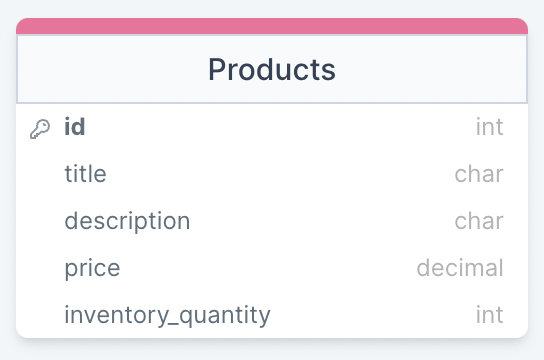 Products
id int
title char
description char
price decimal
inventory_quantity int